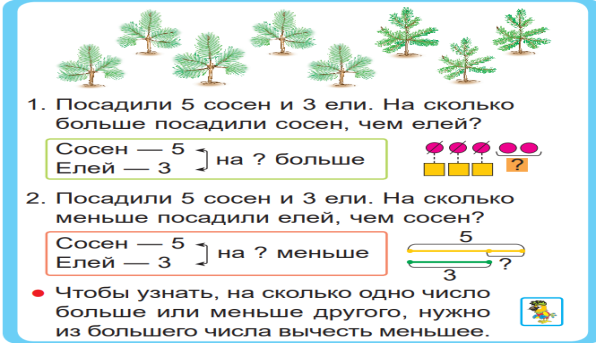 1. Посадили 5 сосен и 3 ели. На сколько
больше посадили сосен, чем елей?
Сосен — 5
Елей — 3
на ? больше
?
2. Посадили 5 сосен и 3 ели. На сколько
меньше посадили елей, чем сосен?
Сосен — 5
Елей — 3
на ? меньше
5
?
3
• Чтобы узнать, на сколько одно число
больше или меньше другого, нужно
из большего числа вычесть меньшее.